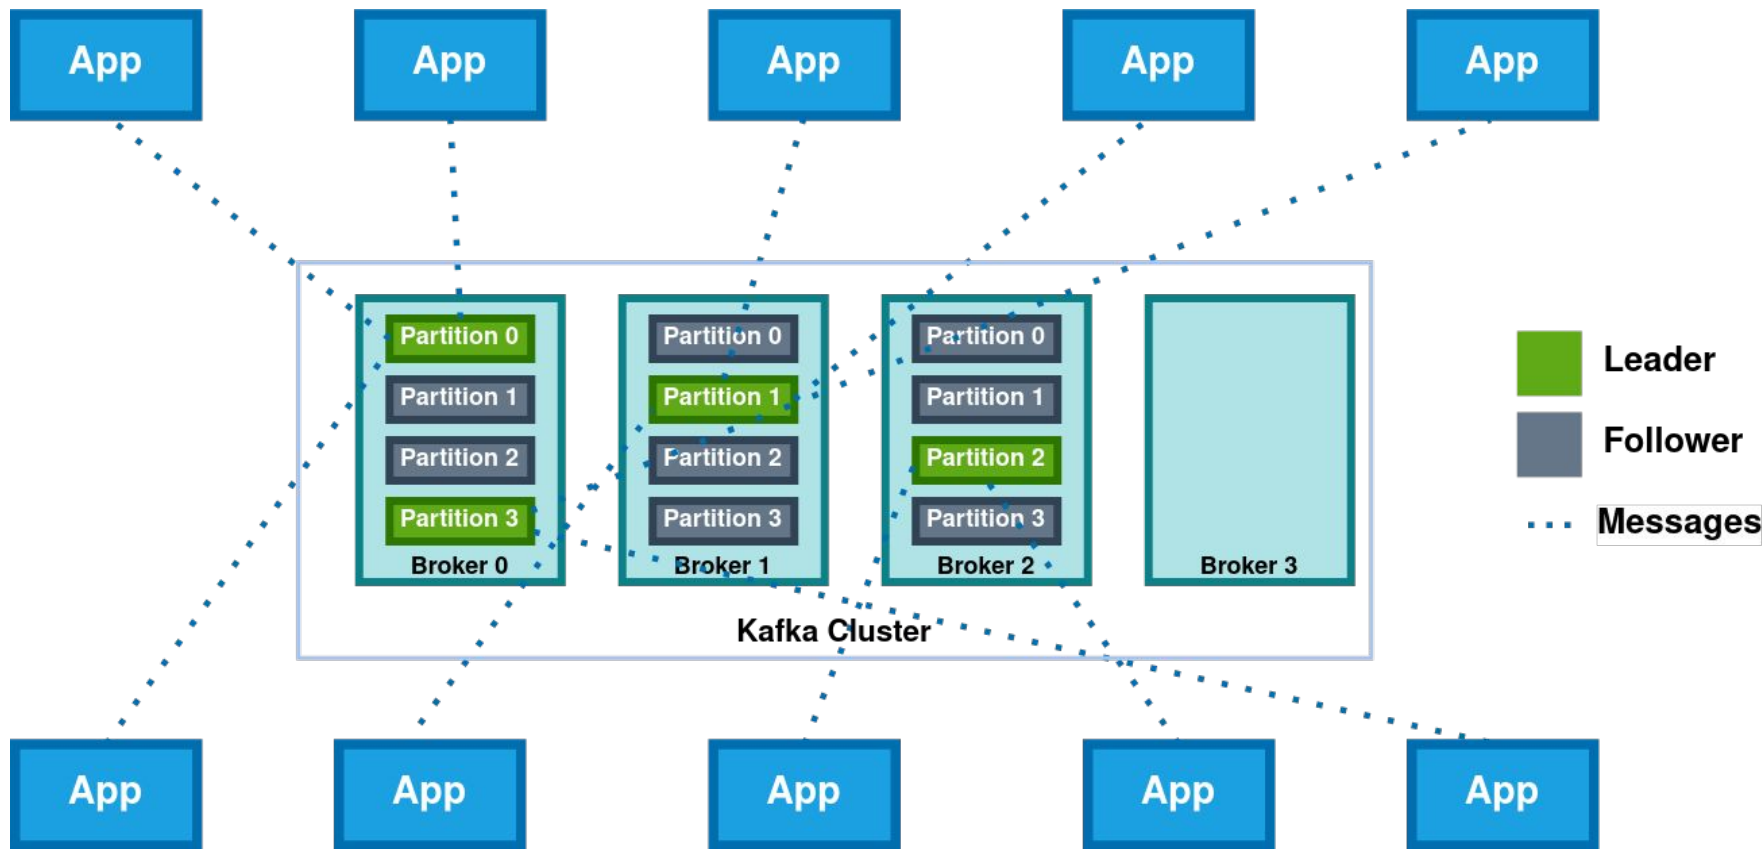 App
App
App
App
App
Partition 0
Partition 1
Partition 2
Partition 3
Broker 0
Partition 0
Partition 1
Partition 2
Partition 3
Broker 1
Partition 0
Partition 1
Partition 2
Partition 3
Broker 2
Broker 3
Kafka Cluster
Leader
Follower
Messages
App
App
App
App
App